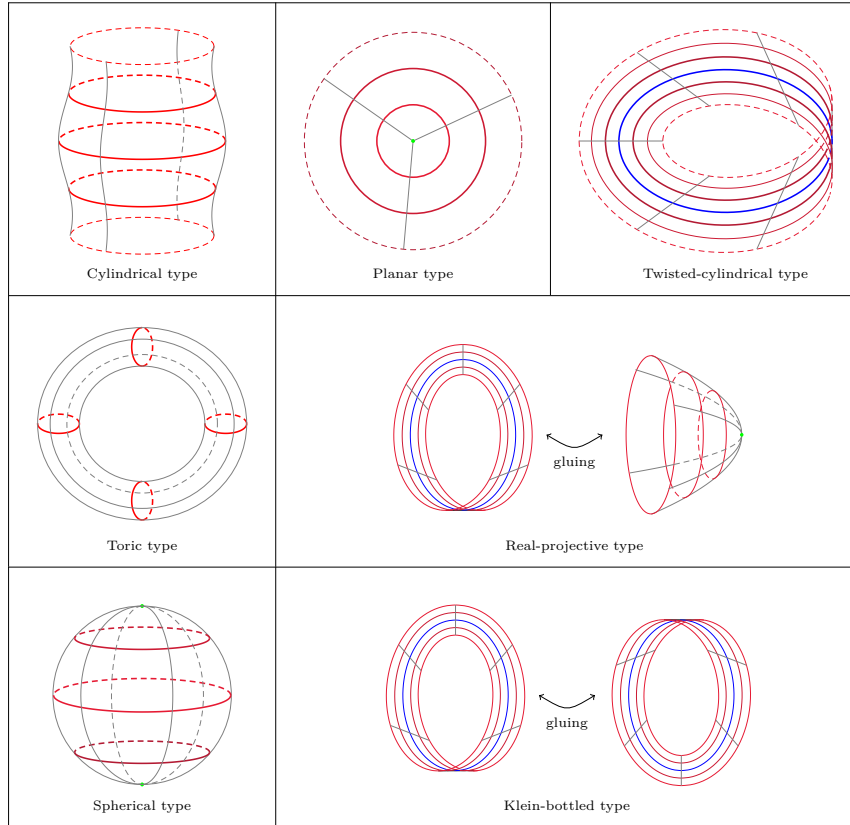 Cylindrical type
Planar type
Twisted-cylindrical type
Toric type
gluing
Real-projective type
Spherical type
gluing
Klein-bottled type